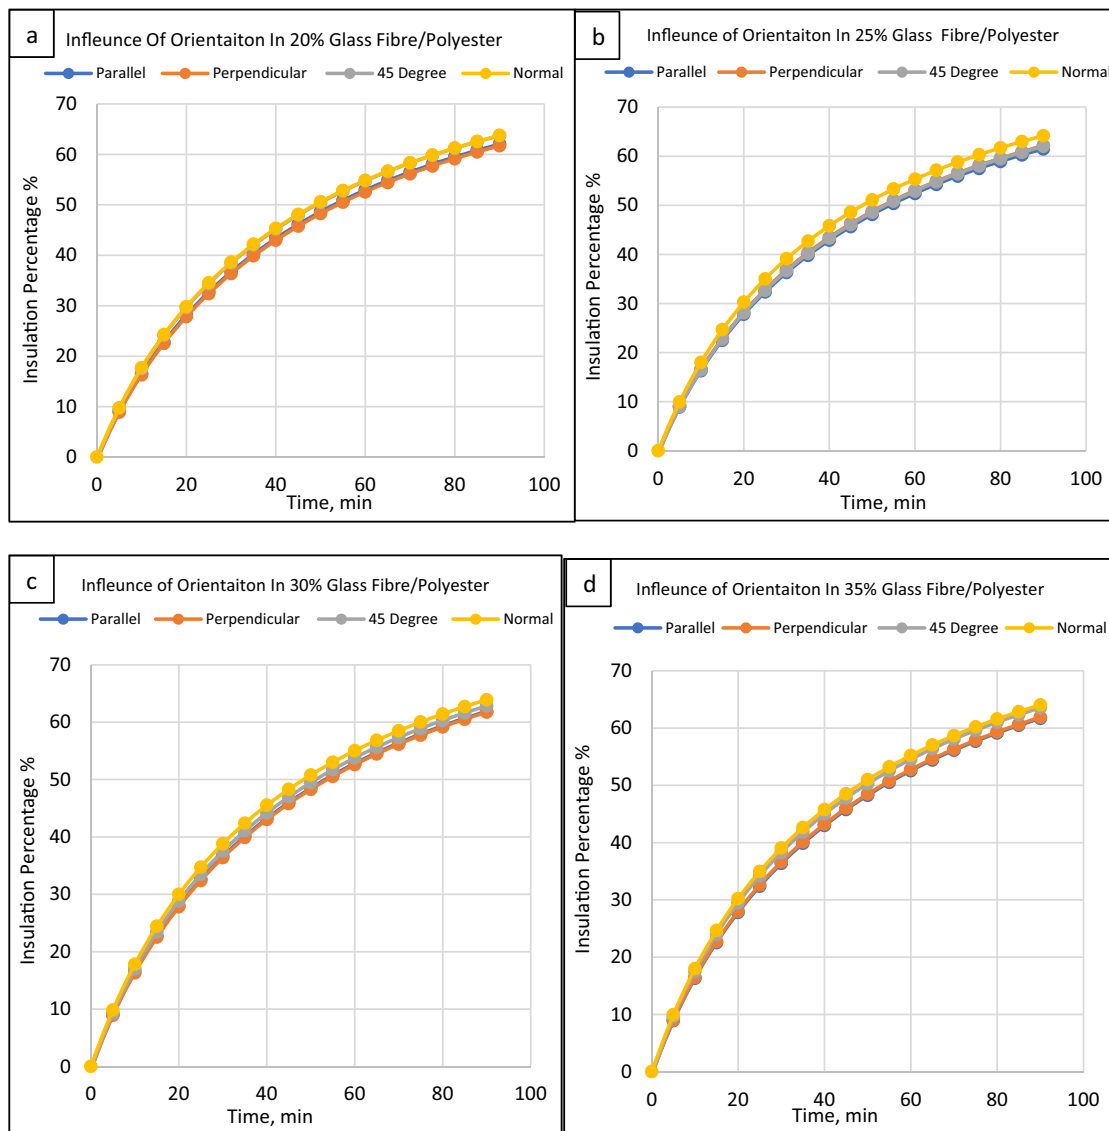 a
Infleunce Of Orientaiton In 20% Glass Fibre/Polyester
Parallel Perpendicular 45 Degree Normal
70
60
50
40
30
20
10
0
Insulation Percentage %
0 20 40 60 80 100
Time, min
b
Infleunce of Orientaiton In 25% Glass Fibre/Polyester
Parallel Perpendicular 45 Degree Normal
70
60
50
40
30
20
10
0
Insulation Percentage %
0 20 40 60 80 100
Time, min
c
Infleunce of Orientaiton In 30% Glass Fibre/Polyester
Parallel Perpendicular 45 Degree Normal
70
60
50
40
30
20
10
0
Insulation Percentage %
0 20 40 60 80 100
Time, min
d
Infleunce of Orientaiton In 35% Glass Fibre/Polyester
Parallel Perpendicular 45 Degree Normal
70
60
50
40
30
20
10
0
Insulation Percentage %
0 20 40 60 80 100
Time, min